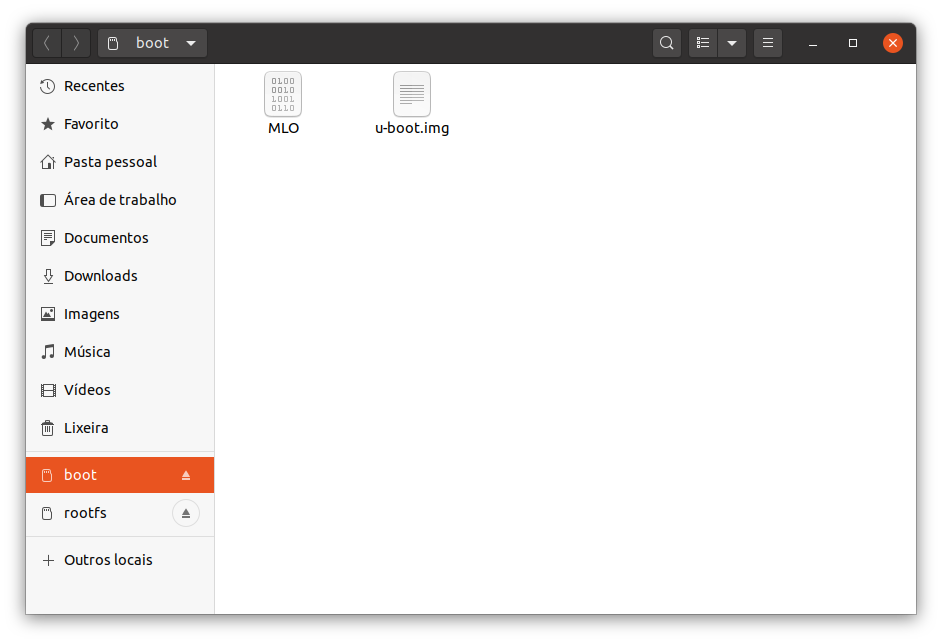 boot
Recentes
Favorito
Pasta pessoal
Área de trabalho
Documentos
Downloads
Imagens
Música
Vídeos
Lixeira
boot
rootfs
Outros locais
0100
0010
1001
0110
MLO
u-boot.img